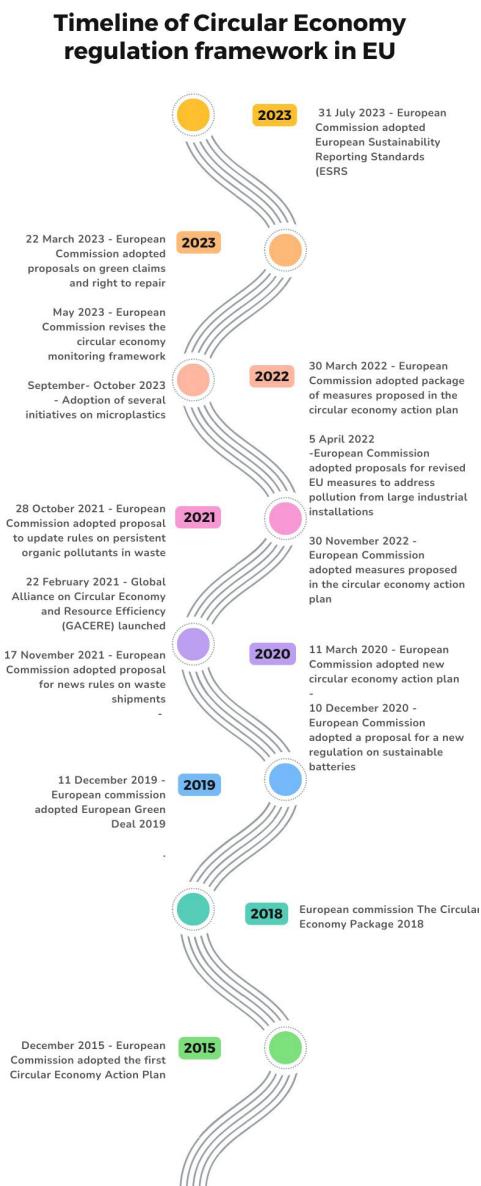 Timeline of Circular Economy
regulation framework in EU
2023
31 July 2023 - European
Commission adopted
European Sustainability
Reporting Standards
(ESRS
2023
22 March 2023 - European
Commission adopted
proposals on green claims
and right to repair
May 2023 - European
Commission revises the
circular economy
monitoring framework
September- October 2023
- Adoption of several
initiatives on microplastics
2022
30 March 2022 - European
Commission adopted package
of measures proposed in the
circular economy action plan
5 April 2022
-European Commission
adopted proposals for revised
EU measures to address
pollution from large industrial
installations
30 November 2022 -
European Commission
adopted measures proposed
in the circular economy action
plan
2021
28 October 2021 - European
Commission adopted proposal
to update rules on persistent
organic pollutants in waste
22 February 2021 - Global
Alliance on Circular Economy
and Resource Efficiency
(GACERE) launched
17 November 2021 - European
Commission adopted proposal
for news rules on waste
shipments
-
2020
11 March 2020 - European
Commission adopted new
circular economy action plan
-
10 December 2020 -
European Commission
adopted a proposal for a new
regulation on sustainable
batteries
2019
11 December 2019 -
European commission
adopted European Green
Deal 2019
.
2018
European commission The Circular
Economy Package 2018
2015
December 2015 - European
Commission adopted the first
Circular Economy Action Plan